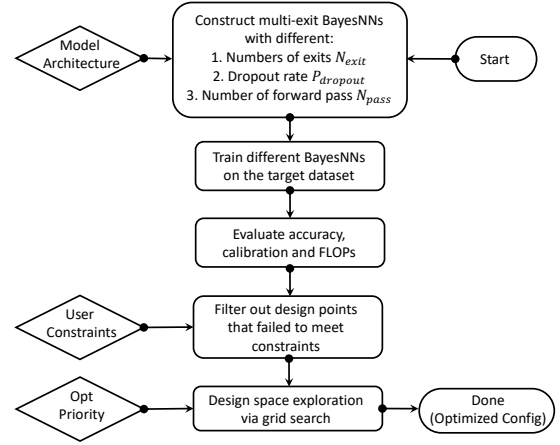 Model
Architecture
Construct multi-exit BayesNNs
with different:
1. Numbers of exits N_exit
2. Dropout rate P_dropout
3. Number of forward pass N_pass
Start
Train different BayesNNs
on the target dataset
Evaluate accuracy,
calibration and FLOPs
User
Constraints
Filter out design points
that failed to meet
constraints
Opt
Priority
Design space exploration
via grid search
Done
(Optimized Config)